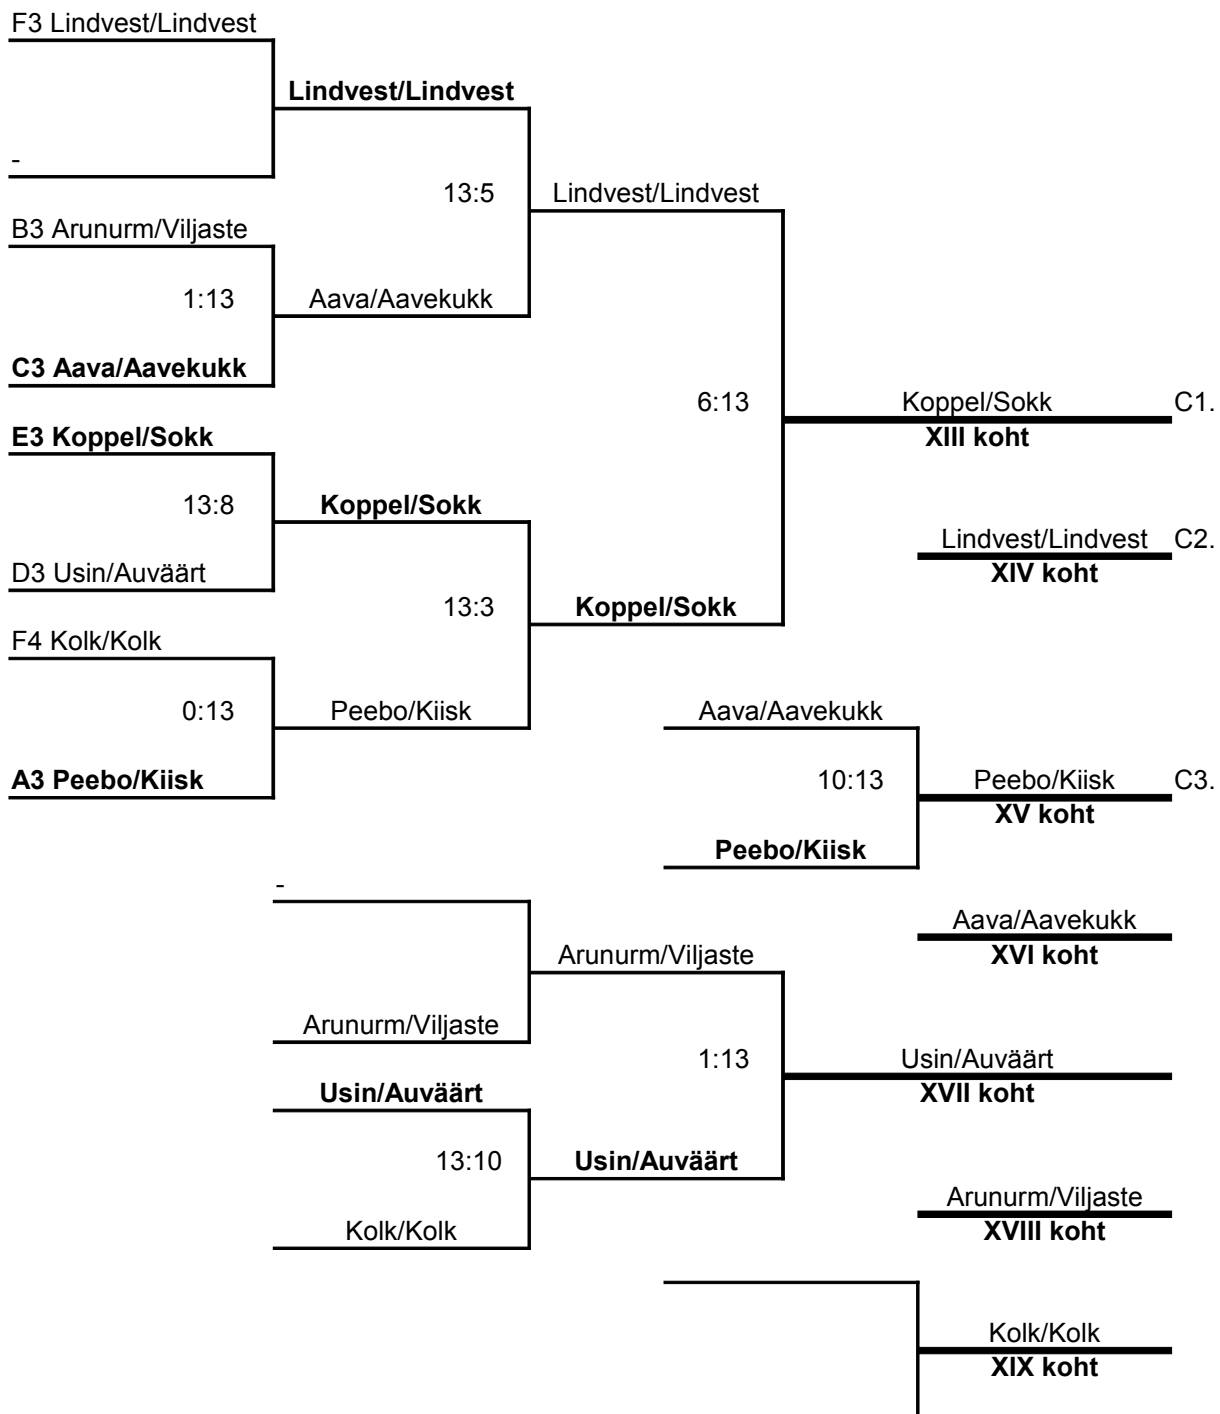 F3 Lindvest/Lindvest
Lindvest/Lindvest
-
13:5 Lindvest/Lindvest
B3 Arunurm/Viljaste
1:13 Aava/Aavekukk
C3 Aava/Aavekukk
6:13 Koppel/Sokk C1.
E3 Koppel/Sokk
XIII koht
13:8 Koppel/Sokk
Lindvest/Lindvest C2.
D3 Usin/Auväärt
XIV koht
13:3 Koppel/Sokk
F4 Kolk/Kolk
0:13 Peebo/Kiisk Aava/Aavekukk
A3 Peebo/Kiisk
10:13 Peebo/Kiisk C3.
XV koht
Peebo/Kiisk
-
Aava/Aavekukk
XVI koht
Arunurm/Viljaste
Arunurm/Viljaste
1:13 Usin/Auväärt
XVII koht
Usin/Auväärt
13:10 Usin/Auväärt
Arunurm/Viljaste
XVIII koht
Kolk/Kolk
Kolk/Kolk
XIX koht